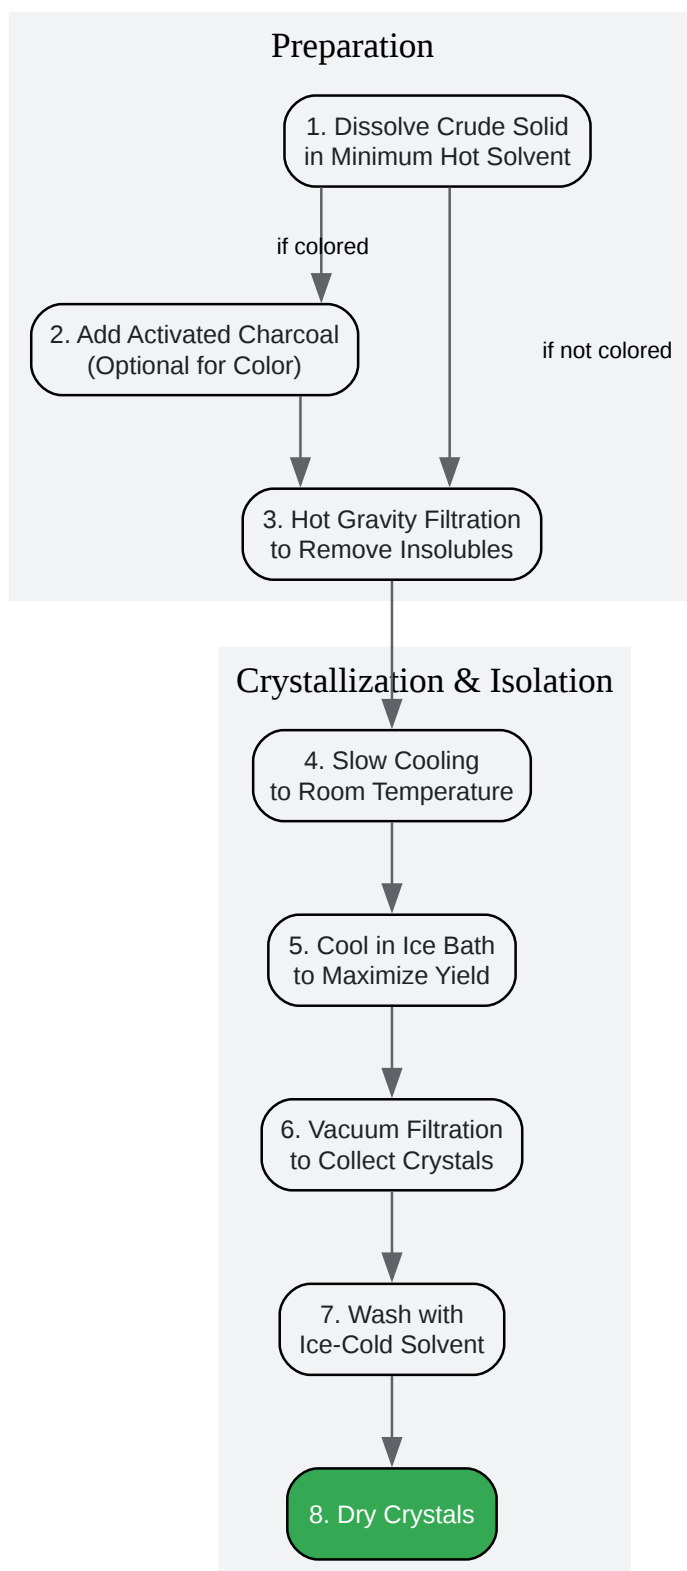 Preparation
1. Dissolve Crude Solid
in Minimum Hot Solvent
if colored
2. Add Activated Charcoal
(Optional for Color)
if not colored
3. Hot Gravity Filtration
to Remove Insolubles
Crystallization & Isolation
4. Slow Cooling
to Room Temperature
5. Cool in Ice Bath
to Maximize Yield
6. Vacuum Filtration
to Collect Crystals
7. Wash with
Ice-Cold Solvent
8. Dry Crystals